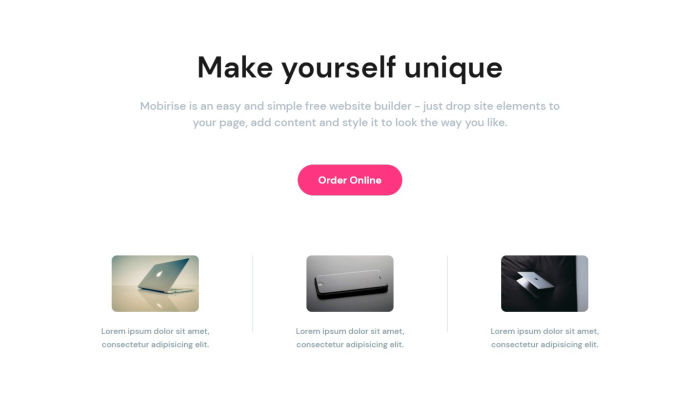 Make yourself unique
Mobirise is an easy and simple free website builder - just drop site elements to
your page, add content and style it to look the way you like.
Order Online
Lorem ipsum dolor sit amet,
consectetur adipisicing elit.
Lorem ipsum dolor sit amet,
consectetur adipisicing elit.
Lorem ipsum dolor sit amet,
consectetur adipisicing elit.